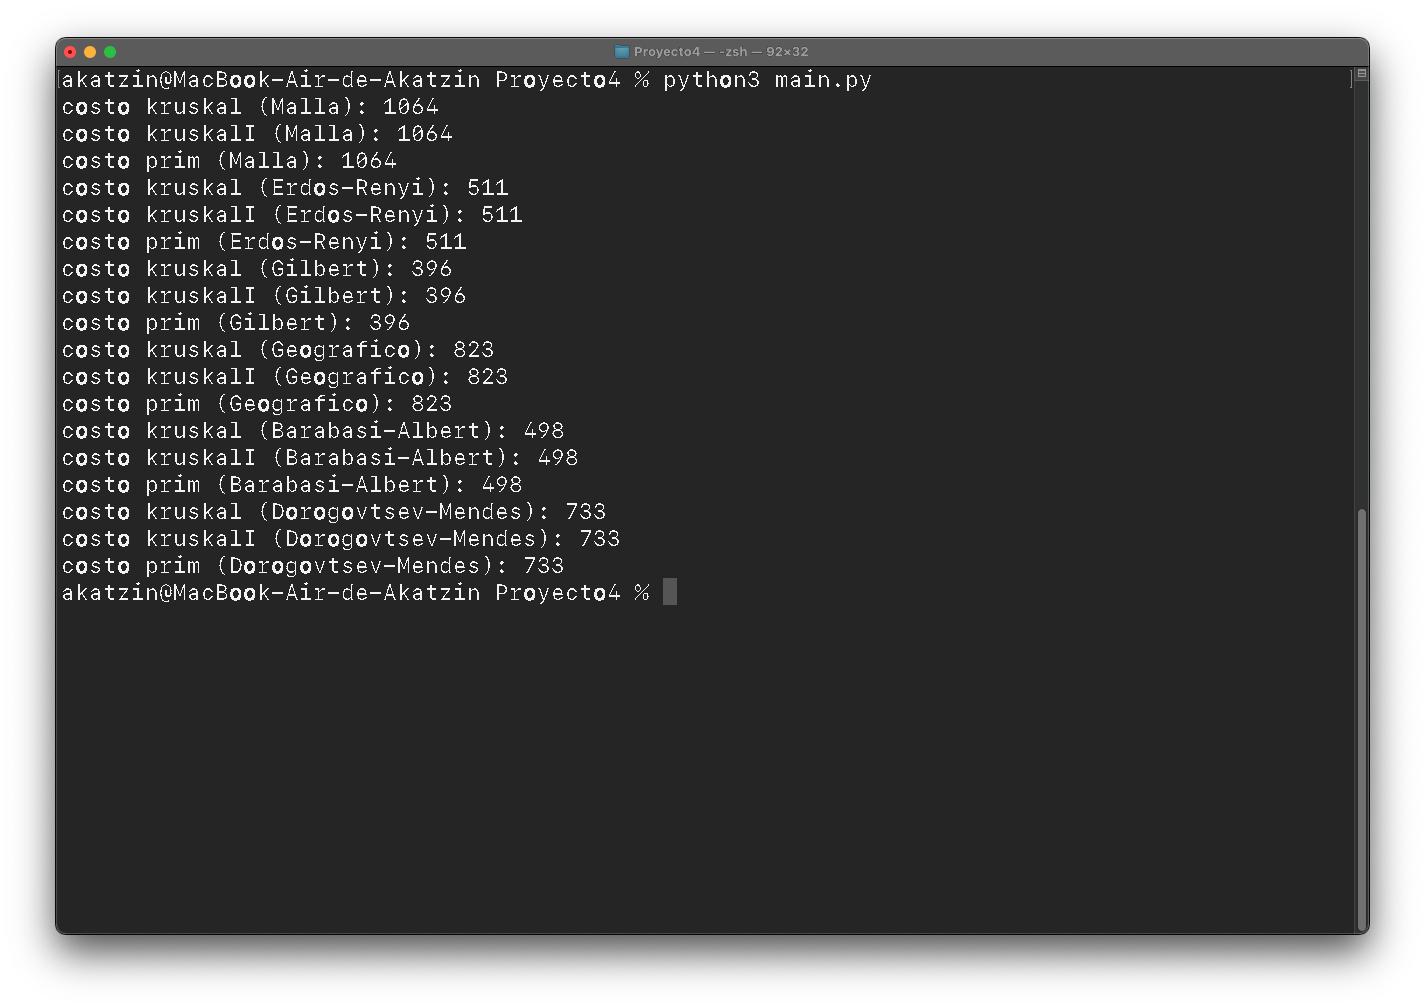 Proyecto4 — -zsh — 92×32
akatzin@MacBook-Air-de-Akatzin Proyecto4 % python3 main.py
costo kruskal (Malla): 1064
costo kruskalI (Malla): 1064
costo prim (Malla): 1064
costo kruskal (Erdos-Renyi): 511
costo kruskalI (Erdos-Renyi): 511
costo prim (Erdos-Renyi): 511
costo kruskal (Gilbert): 396
costo kruskalI (Gilbert): 396
costo prim (Gilbert): 396
costo kruskal (Geografico): 823
costo kruskalI (Geografico): 823
costo prim (Geografico): 823
costo kruskal (Barabasi-Albert): 498
costo kruskalI (Barabasi-Albert): 498
costo prim (Barabasi-Albert): 498
costo kruskal (Dorogovtsev-Mendes): 733
costo kruskalI (Dorogovtsev-Mendes): 733
costo prim (Dorogovtsev-Mendes): 733
akatzin@MacBook-Air-de-Akatzin Proyecto4 %